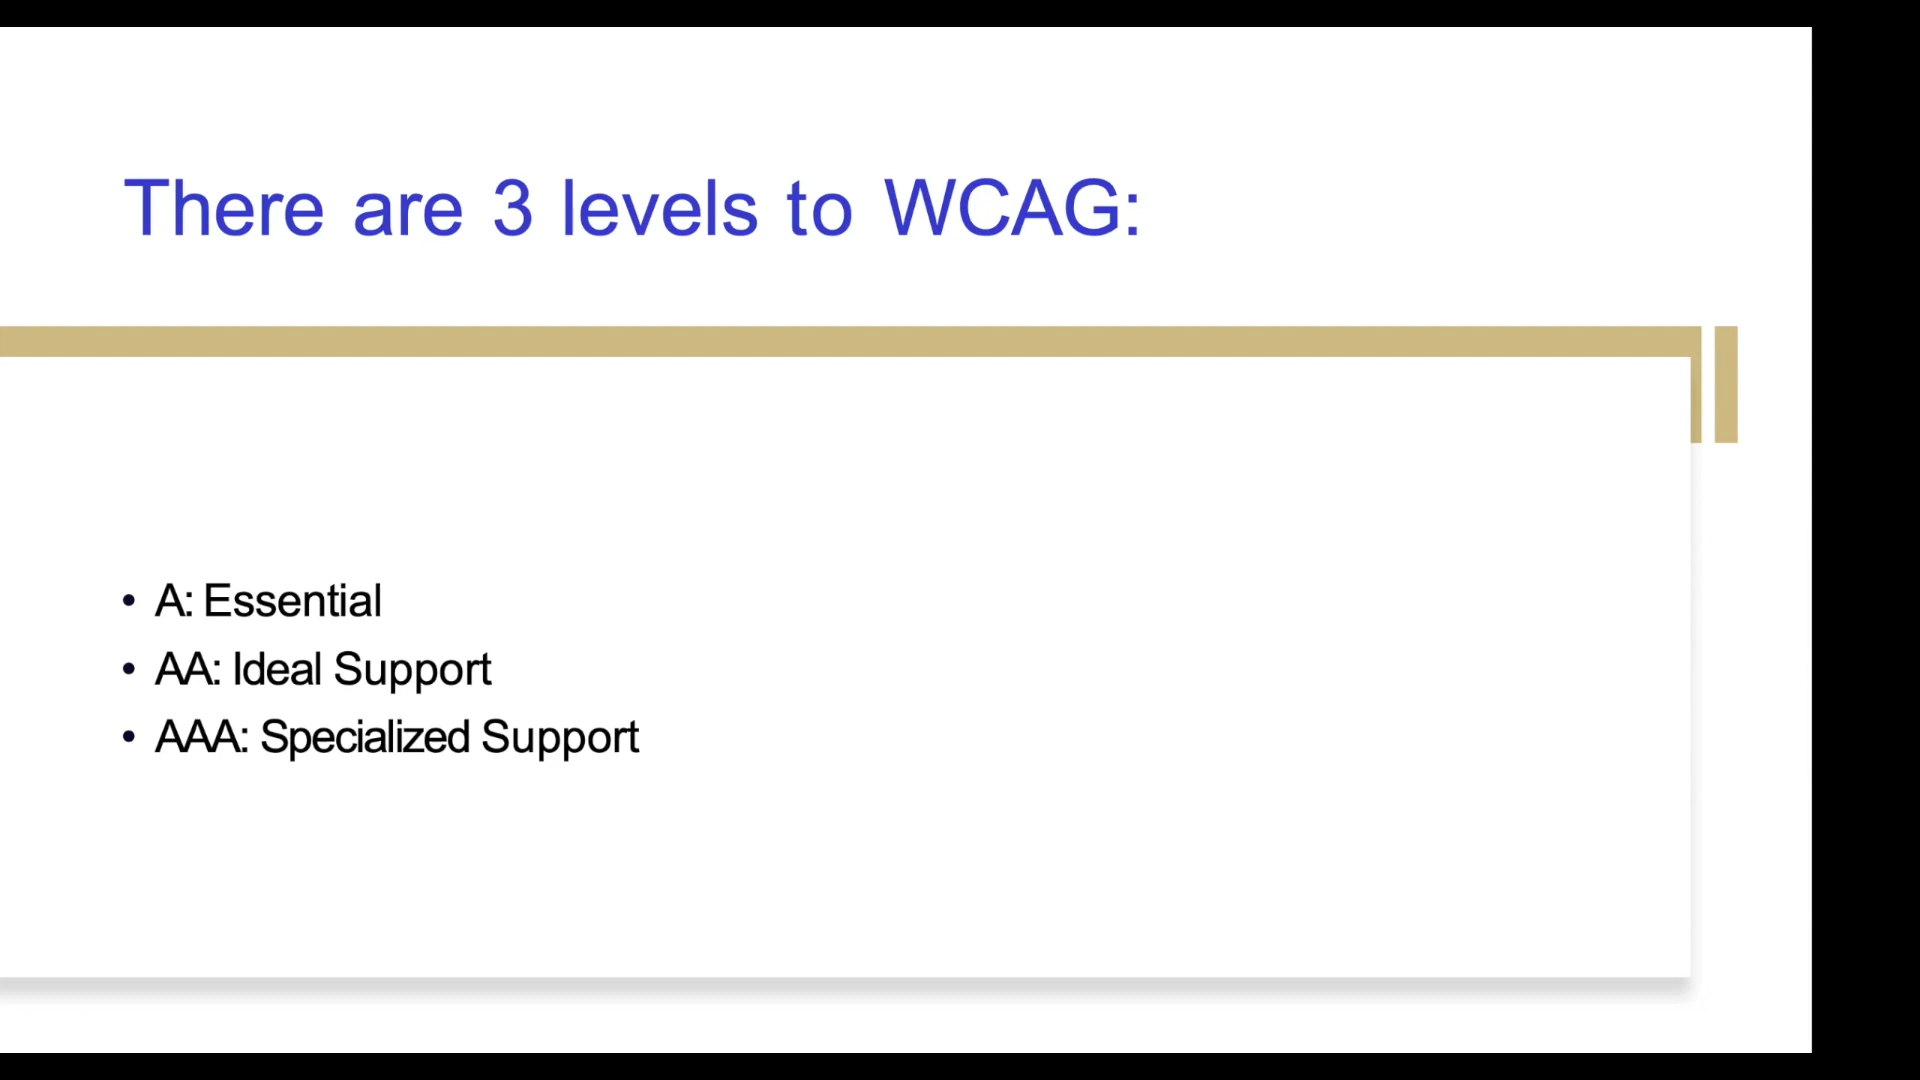 There are 3 levels to WCAG:
• A: Essential
• AA: Ideal Support
• AAA: Specialized Support